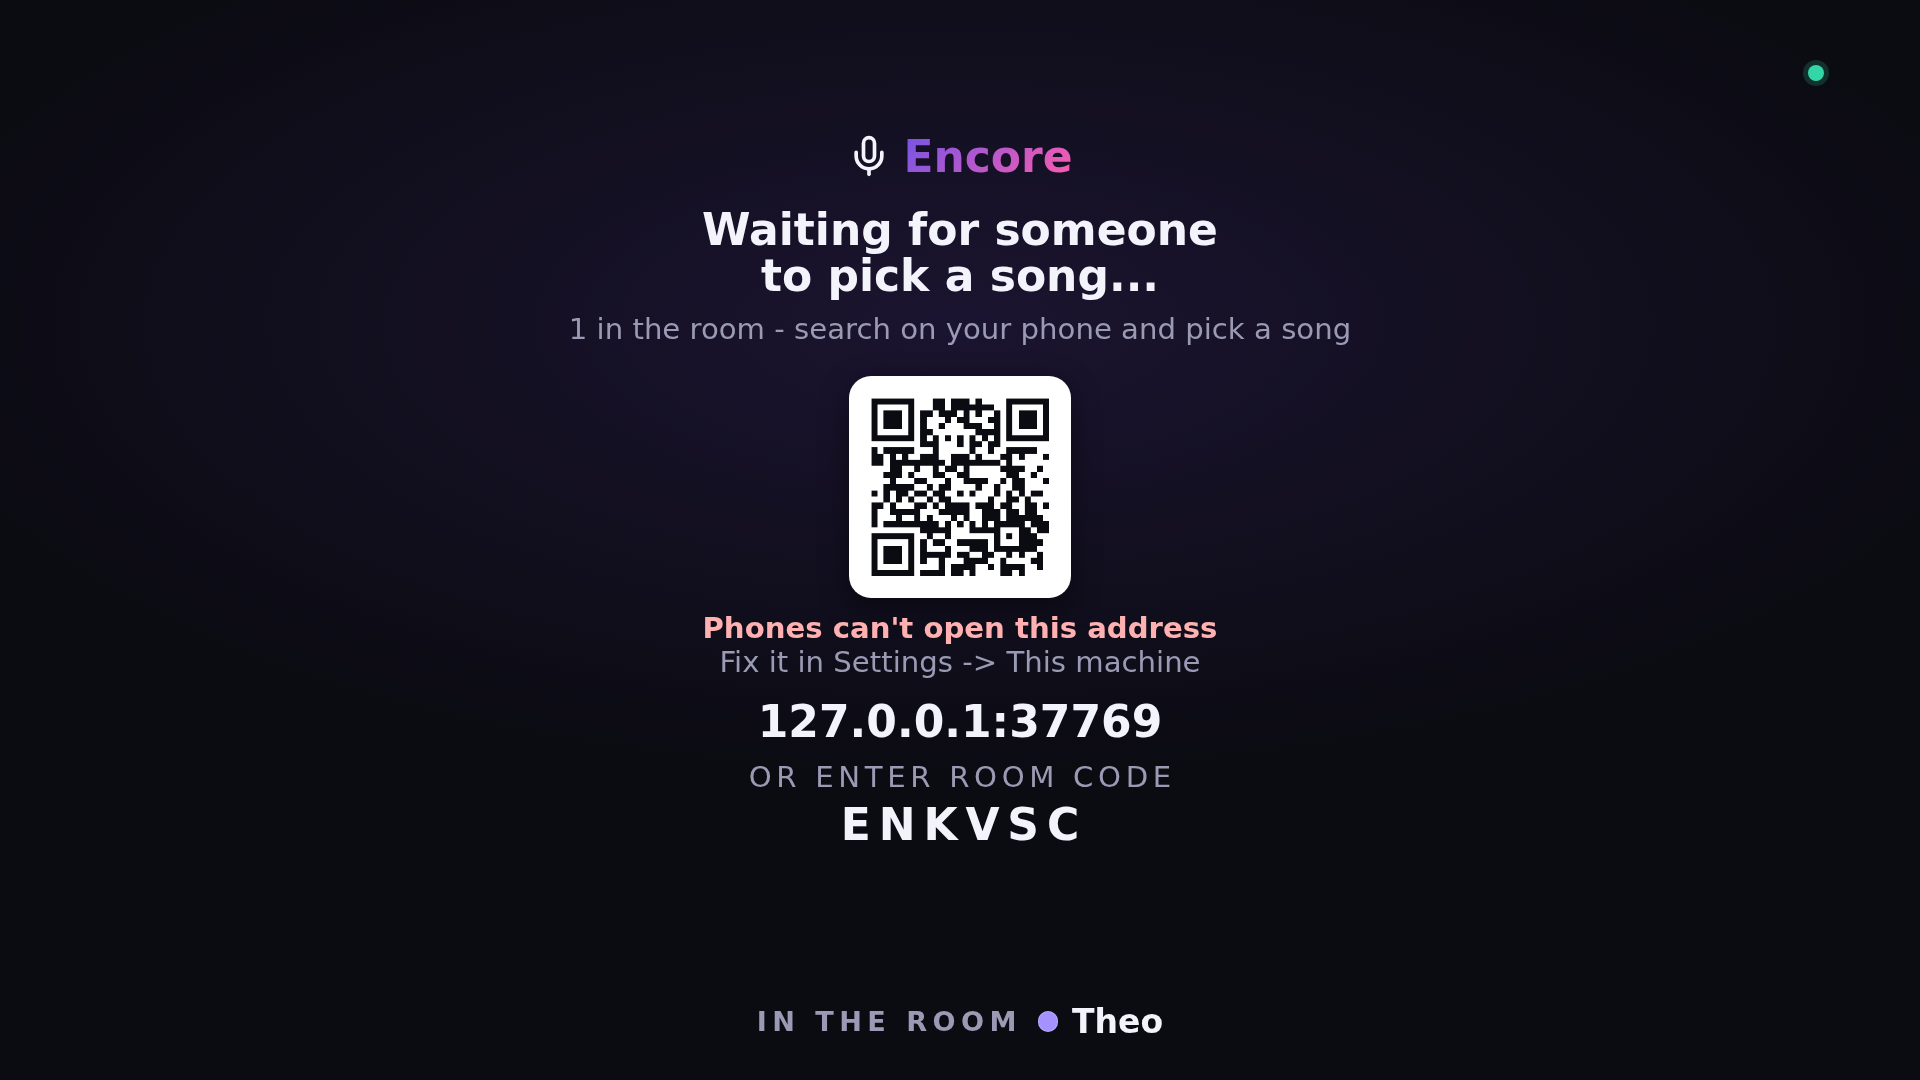 Encore
Waiting for someone
to pick a song...
1 in the room - search on your phone and pick a song
Phones can't open this address
Fix it in Settings -> This machine
127.0.0.1:37769
OR ENTER ROOM CODE
ENKVSC
IN THE ROOM Theo